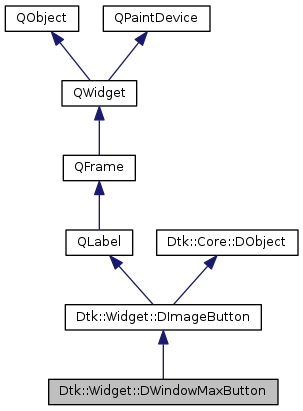 QObject
QPaintDevice
QWidget
QFrame
QLabel
Dtk::Core::DObject
Dtk::Widget::DImageButton
Dtk::Widget::DWindowMaxButton